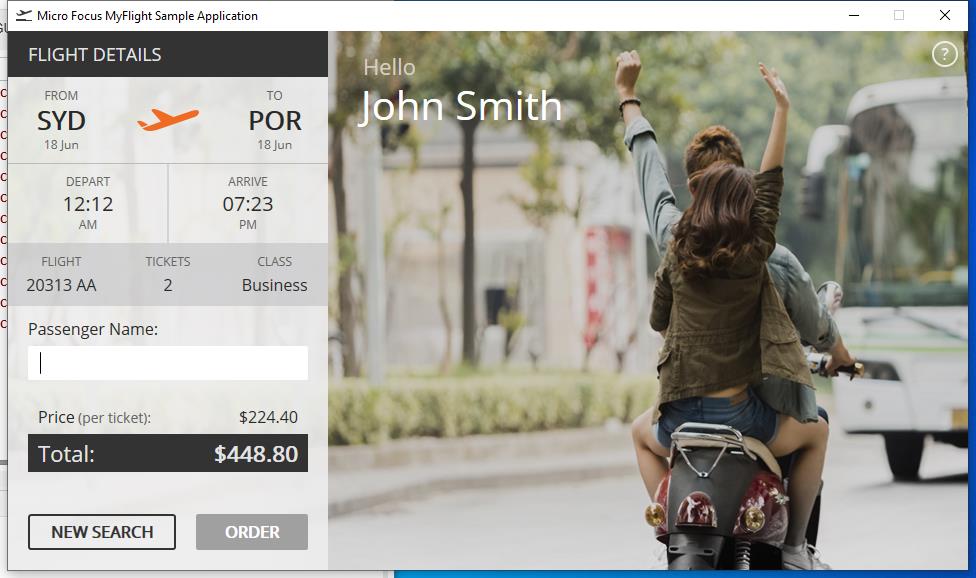 Micro Focus MyFlight Sample Application
FLIGHT DETAILS
FROM
TO
SYD
POR
18 Jun
18 Jun
DEPART
ARRIVE
12:12
07:23
AM
PM
FLIGHT
TICKETS
CLASS
20313 AA
2
Business
Passenger Name:
Price (per ticket):
$224.40
Total:
$448.80
NEW SEARCH
ORDER
Hello
John Smith
?